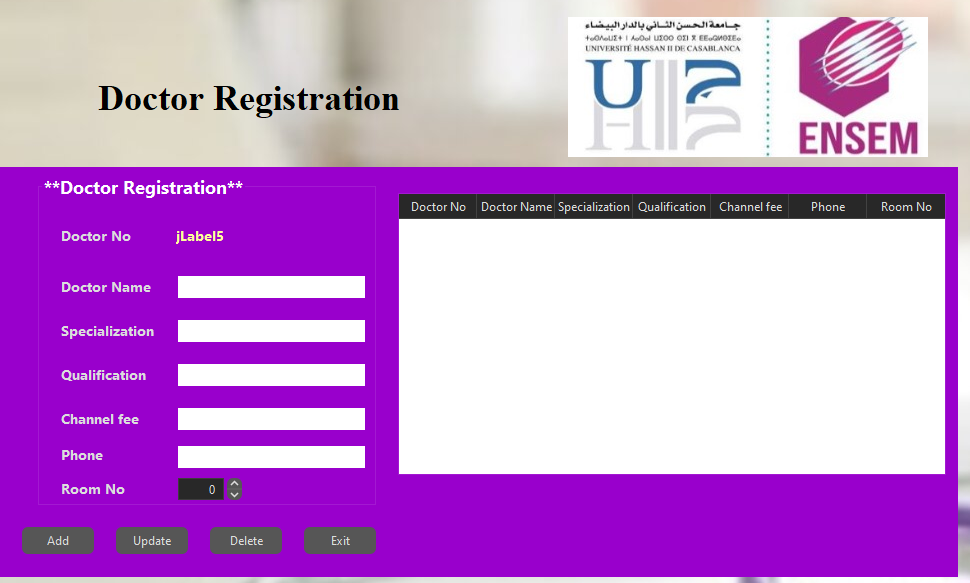 جامعة الحسن الثاني بالدار البيضاء
UNIVERSITÉ HASSAN II DE CASABLANCA
ENSEM
Doctor Registration
**Doctor Registration**
Doctor No jLabel5
Doctor Name
Specialization
Qualification
Channel fee
Phone
Room No 0
Doctor No Doctor Name Specialization Qualification Channel fee Phone Room No
Add Update Delete Exit